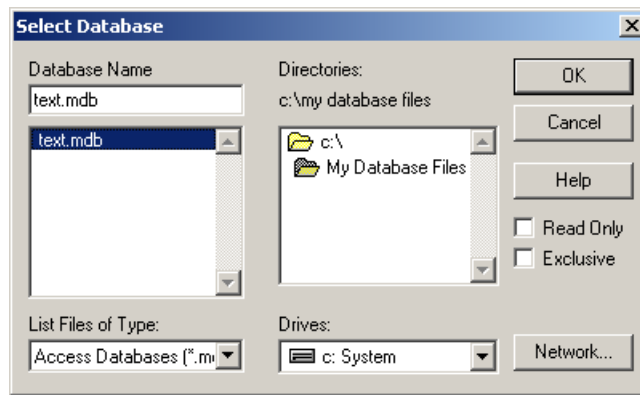 Select Database
Database Name
text.mdb
text.mdb
List Files of Type:
Access Databases (*.m
Directories:
c:\my database files
c:\
My Database Files
Drives:
c: System
OK
Cancel
Help
Read Only
Exclusive
Network...